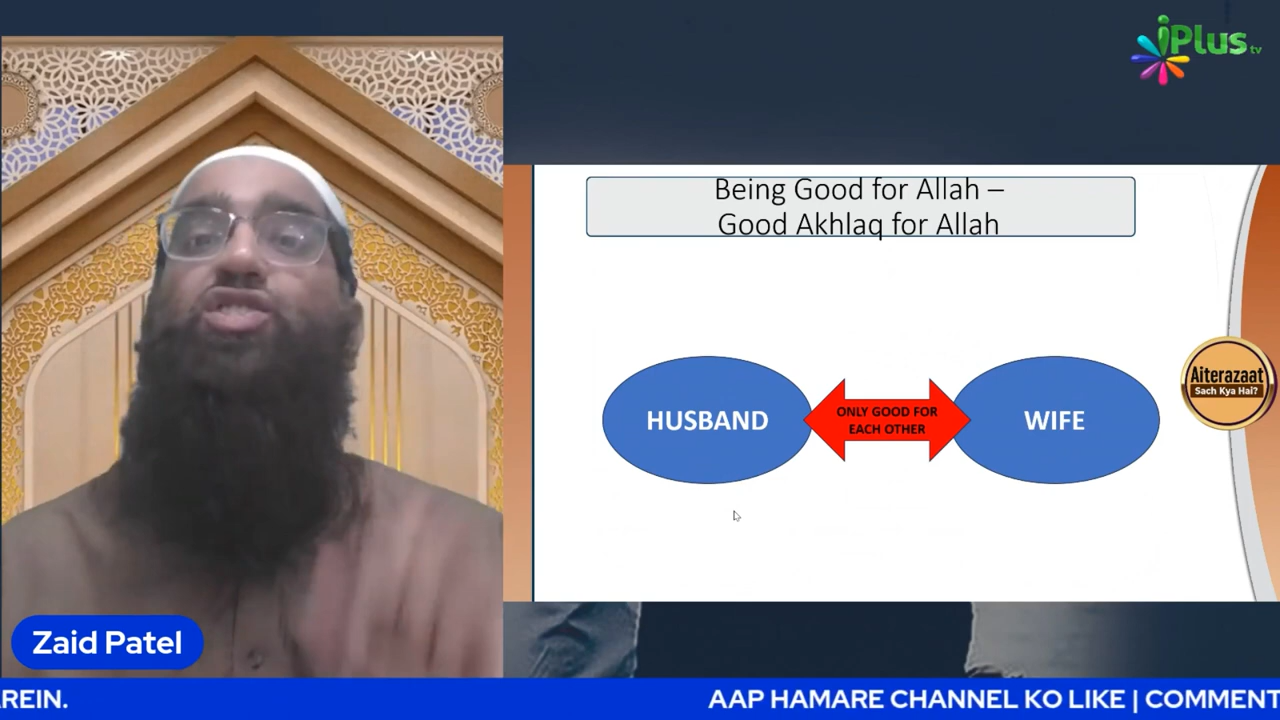 iPlus tv
Being Good for Allah –
Good Akhlaq for Allah
HUSBAND
ONLY GOOD FOR
EACH OTHER
WIFE
Aiterazaat
Sach Kya Hai?
Zaid Patel
AREIN. AAP HAMARE CHANNEL KO LIKE | COMMENT